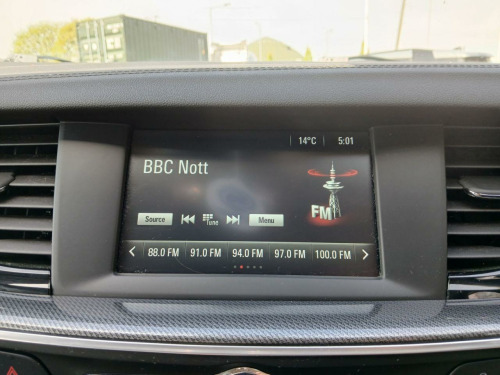 14°C 5:01
BBC Nott
FM
Source Tune Menu
88.0 FM 91.0 FM 94.0 FM 97.0 FM 100.0 FM